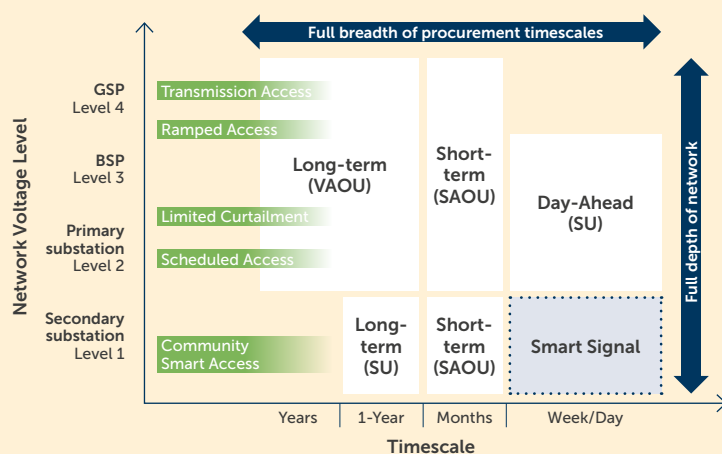 Full breadth of procurement timescales
Network Voltage Level
GSP
Level 4
BSP
Level 3
Primary
substation
Level 2
Secondary
substation
Level 1
Transmission Access
Ramped Access
Limited Curtailment
Scheduled Access
Community
Smart Access
Long-term
(VAOU)
Short-
term
(SAOU)
Day-Ahead
(SU)
Long-
term
(SU)
Short-
term
(SAOU)
Smart Signal
Full depth of network
Years
1-Year
Months
Week/Day
Timescale